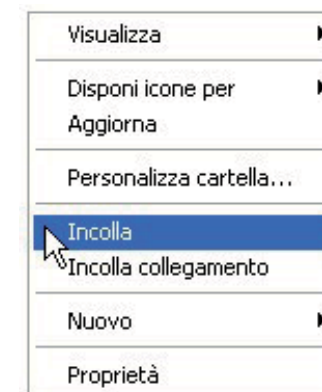 Visualizza
Disponi icone per
Aggiorna
Personalizza cartella...
Incolla
Incolla collegamento
Nuovo
Proprietà